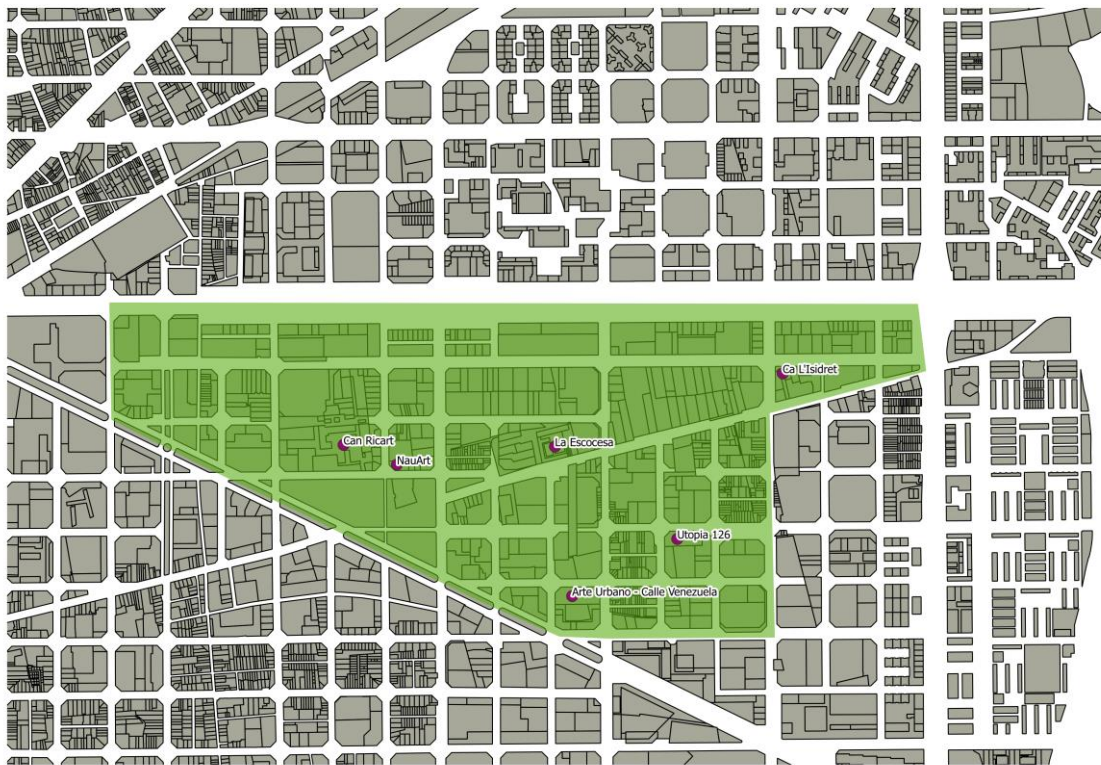 Ca L'Isidret
Can Ricart
La Escocesa
NauArt
Utopia 126
Arte Urbano - Calle Venezuela